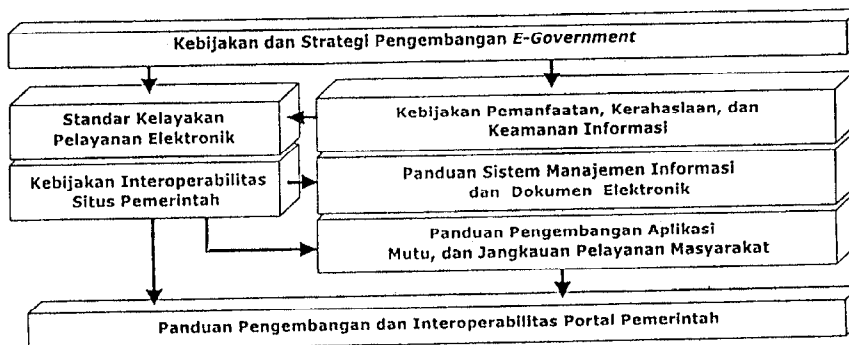 Kebijakan dan Strategi Pengembangan E-Government
Standar Kelayakan
Pelayanan Elektronik
Kebijakan Pemanfaatan, Kerahasiaan, dan
Keamanan Informasi
Kebijakan Interoperabilitas
Situs Pemerintah
Panduan Sistem Manajemen Informasi
dan Dokumen Elektronik
Panduan Pengembangan Aplikasi
Mutu, dan Jangkauan Pelayanan Masyarakat
Panduan Pengembangan dan Interoperabilitas Portal Pemerintah